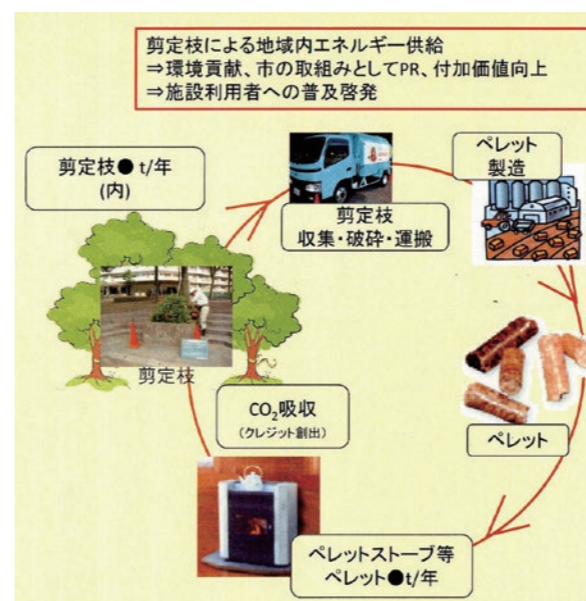 剪定枝による地域内エネルギー供給
⇒環境貢献、市の取組みとしてPR、付加価値向上
⇒施設利用者への普及啓発
剪定枝● t/年
(内)
剪定枝
収集・破砕・運搬
ペレット
製造
剪定枝
CO₂吸収
(クレジット創出)
ペレット
ペレットストーブ等
ペレット●t/年